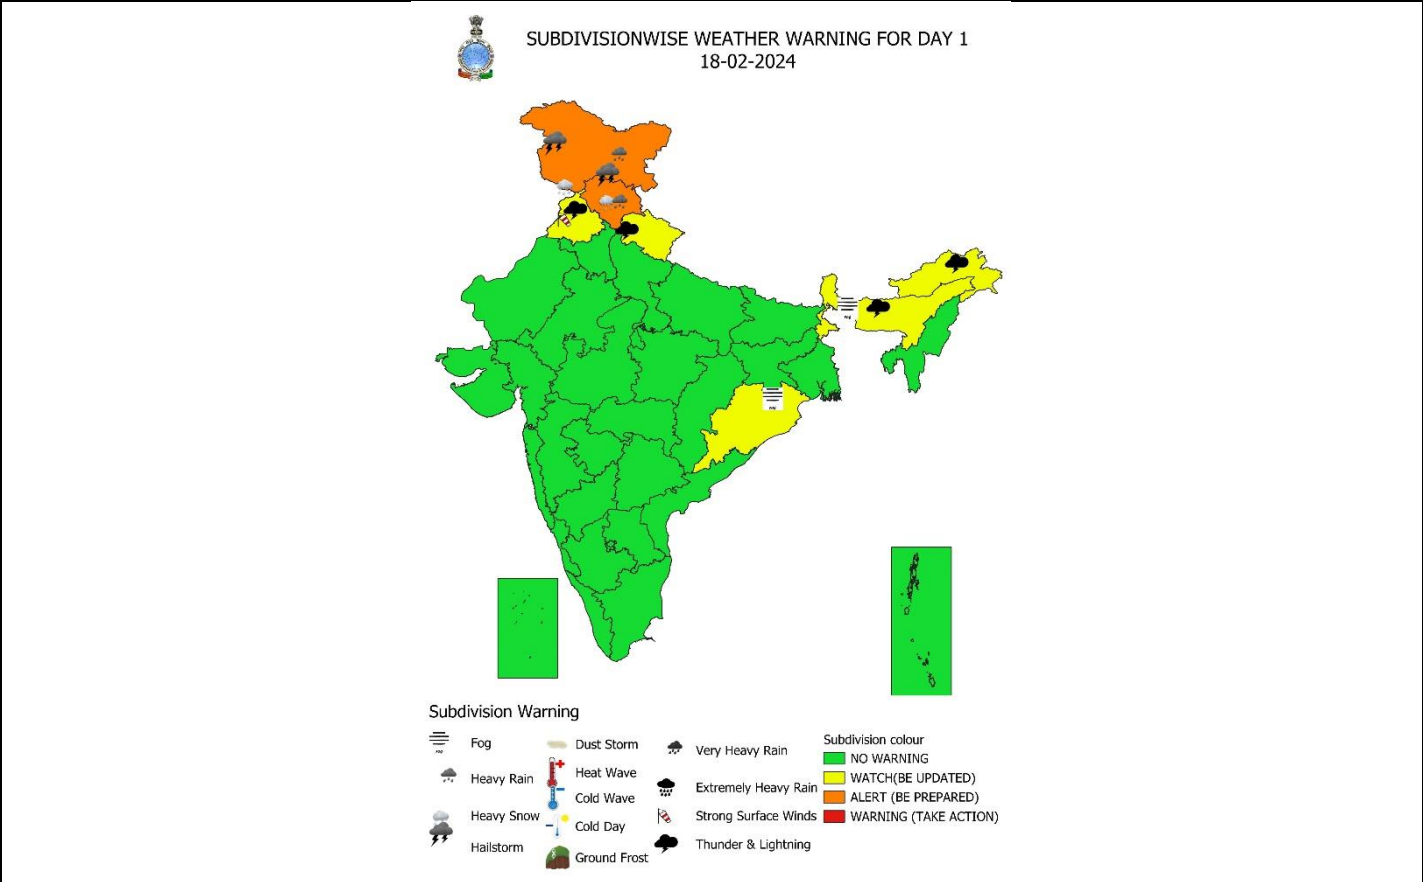 SUBDIVISIONWISE WEATHER WARNING FOR DAY 1
18-02-2024
Subdivision Warning
Fog
Heavy Rain
Heavy Snow
Hailstorm
Dust Storm
Heat Wave
Cold Wave
Cold Day
Ground Frost
Very Heavy Rain
Extremely Heavy Rain
Strong Surface Winds
Thunder & Lightning
Subdivision colour
NO WARNING
WATCH(BE UPDATED)
ALERT (BE PREPARED)
WARNING (TAKE ACTION)